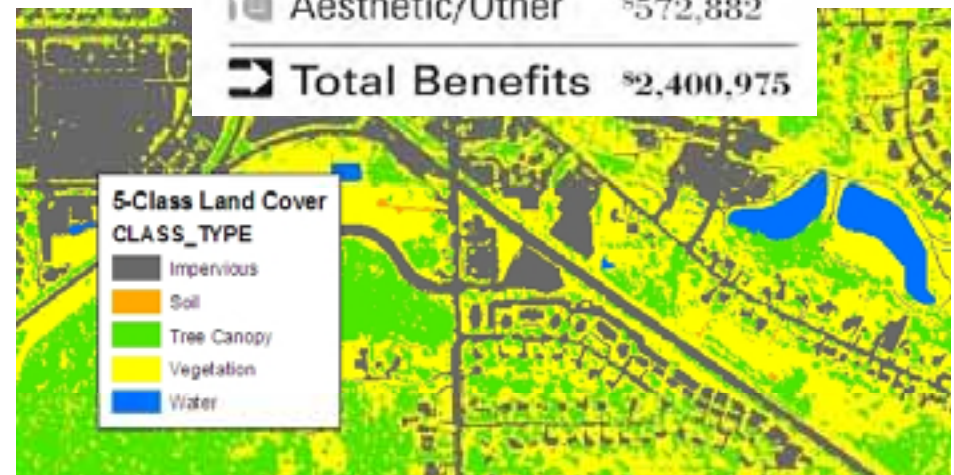 Aesthetic/Other $572,882
Total Benefits $2,400,975
5-Class Land Cover
CLASS_TYPE
Impervious
Soil
Tree Canopy
Vegetation
Water